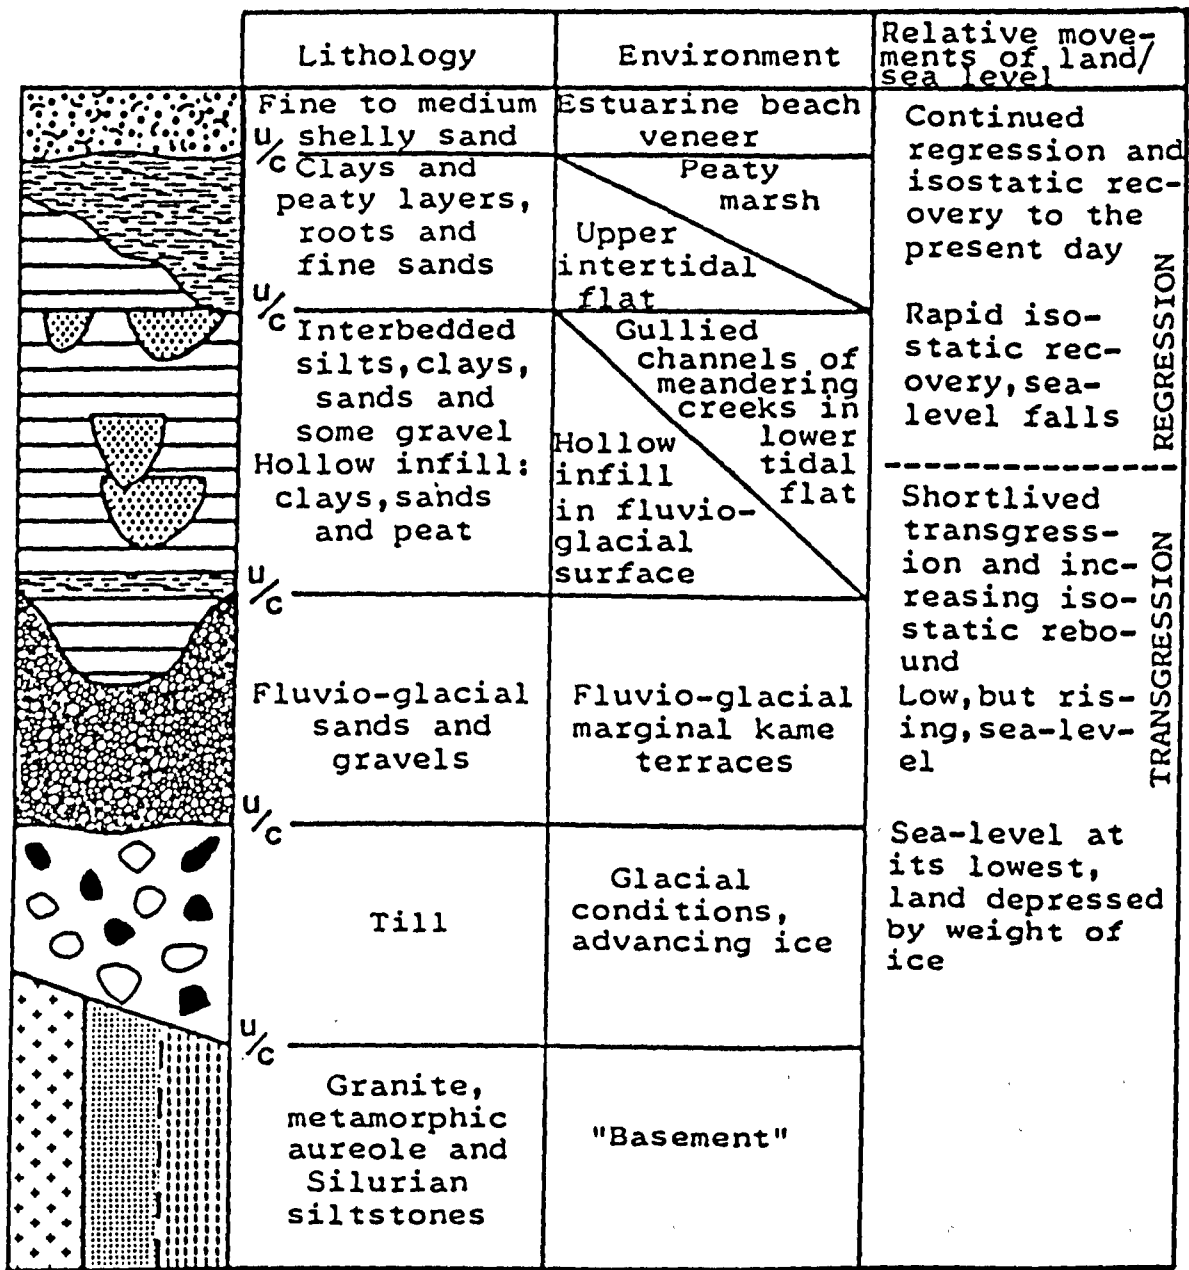 Lithology
Environment
Relative move-
ments of land/
sea level
Fine to medium
shelly sand
Estuarine beach
veneer
u/c
Clays and
peaty layers,
roots and
fine sands
Peaty
marsh
Upper
intertidal
flat
u/c
Interbedded
silts,clays,
sands and
some gravel
Hollow infill:
clays,sands
and peat
Gullied
channels of
meandering
creeks in
lower
tidal
flat
Hollow
infill
in fluvio-
glacial
surface
u/c
Fluvio-glacial
sands and
gravels
Fluvio-glacial
marginal kame
terraces
u/c
Till
Glacial
conditions,
advancing ice
u/c
Granite,
metamorphic
aureole and
Silurian
siltstones
"Basement"
Continued
regression and
isostatic rec-
overy to the
present day
Rapid iso-
static rec-
overy,sea-
level falls
REGRESSION
Shortlived
transgress-
ion and inc-
reasing iso-
static rebo-
und
Low,but ris-
ing,sea-lev-
el
TRANSGRESSION
Sea-level at
its lowest,
land depressed
by weight of
ice